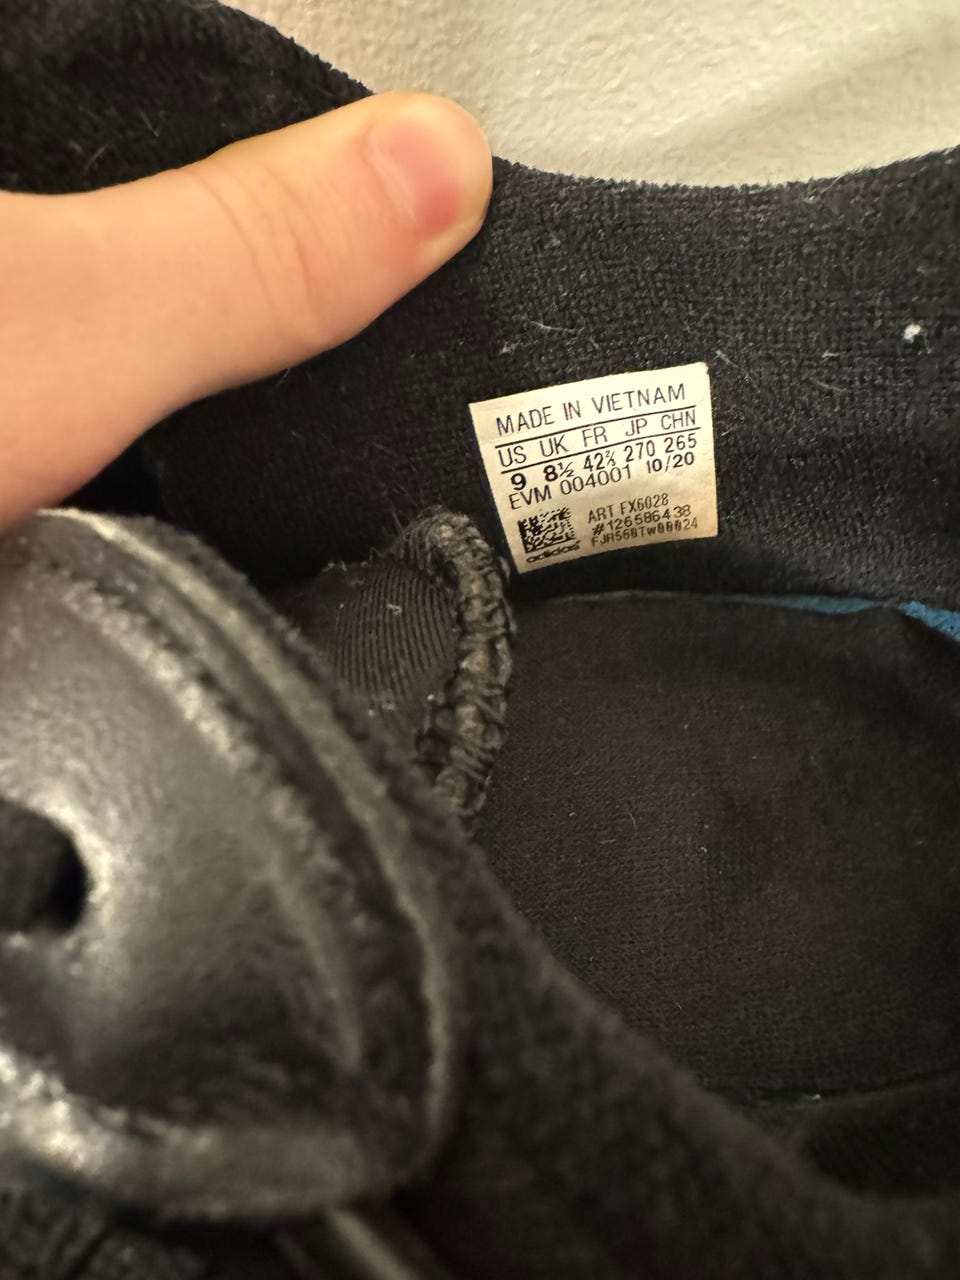 MADE IN VIETNAM
US UK FR JP CHN
9 8½ 42⅔ 270 265
EVM 004001 10/20
ART FX6028
#126586438
adidas